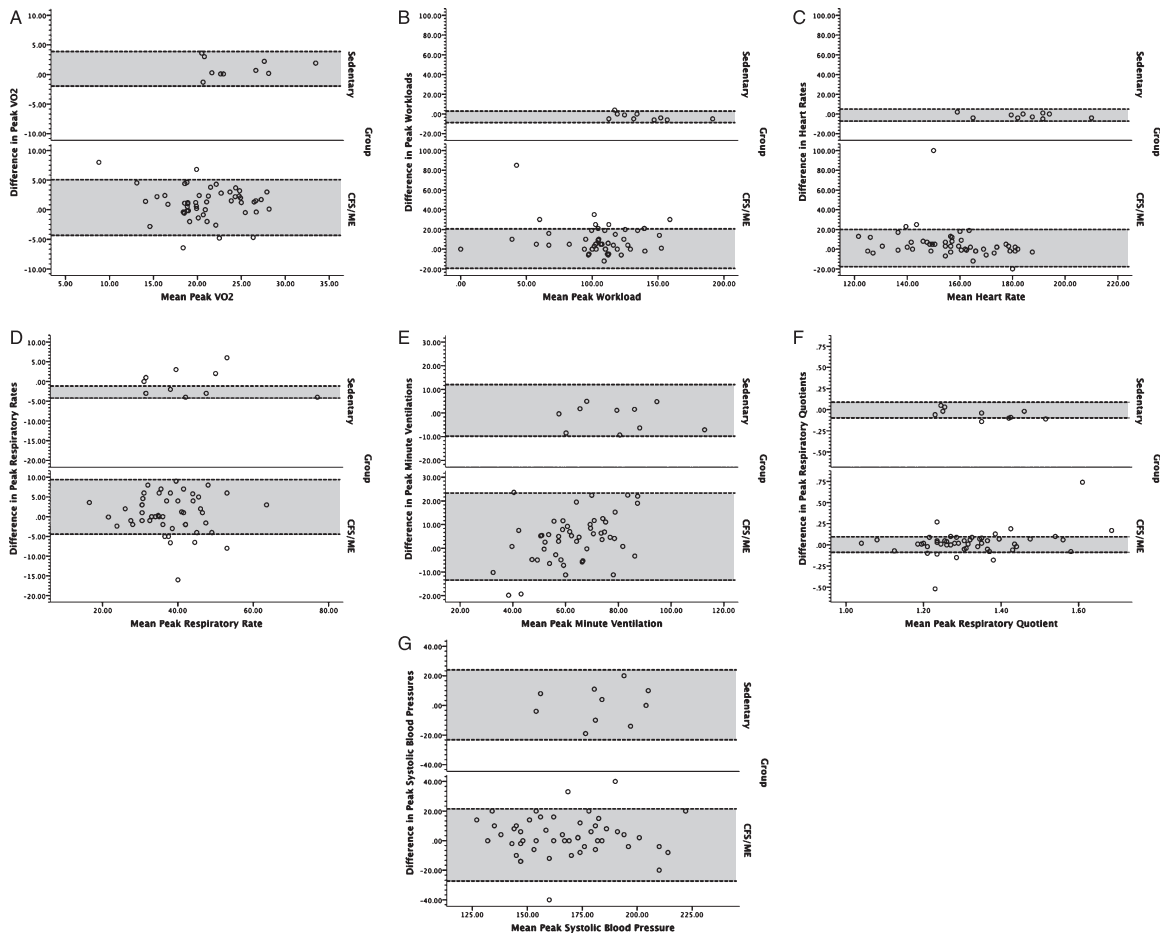 A
10.00
5.00
.00
-5.00
-10.00
Sedentary
Difference in Peak VO2
Group
10.00
5.00
.00
-5.00
-10.00
CFS/ME
5.00 10.00 15.00 20.00 25.00 30.00 35.00
Mean Peak VO2
B
100.00
80.00
60.00
40.00
20.00
.00
-20.00
Sedentary
Difference in Peak Workloads
Group
100.00
80.00
60.00
40.00
20.00
.00
-20.00
CFS/ME
.00 50.00 100.00 150.00 200.00
Mean Peak Workload
C
100.00
80.00
60.00
40.00
20.00
.00
-20.00
Sedentary
Difference in Heart Rates
Group
100.00
80.00
60.00
40.00
20.00
.00
-20.00
CFS/ME
120.00 140.00 160.00 180.00 200.00 220.00
Mean Heart Rate
D
10.00
5.00
.00
-5.00
-10.00
-15.00
-20.00
Sedentary
Difference in Peak Respiratory Rates
Group
10.00
5.00
.00
-5.00
-10.00
-15.00
-20.00
CFS/ME
20.00 40.00 60.00 80.00
Mean Peak Respiratory Rate
E
30.00
20.00
10.00
.00
-10.00
-20.00
Sedentary
Difference in Peak Minute Ventilations
Group
30.00
20.00
10.00
.00
-10.00
-20.00
CFS/ME
20.00 40.00 60.00 80.00 100.00 120.00
Mean Peak Minute Ventilation
F
.75
.50
.25
.00
-.25
-.50
Sedentary
Difference in Peak Respiratory Quotients
Group
.75
.50
.25
.00
-.25
-.50
CFS/ME
1.00 1.20 1.40 1.60
Mean Peak Respiratory Quotient
G
40.00
20.00
.00
-20.00
-40.00
Sedentary
Difference in Peak Systolic Blood Pressures
Group
40.00
20.00
.00
-20.00
-40.00
CFS/ME
125.00 150.00 175.00 200.00 225.00
Mean Peak Systolic Blood Pressure